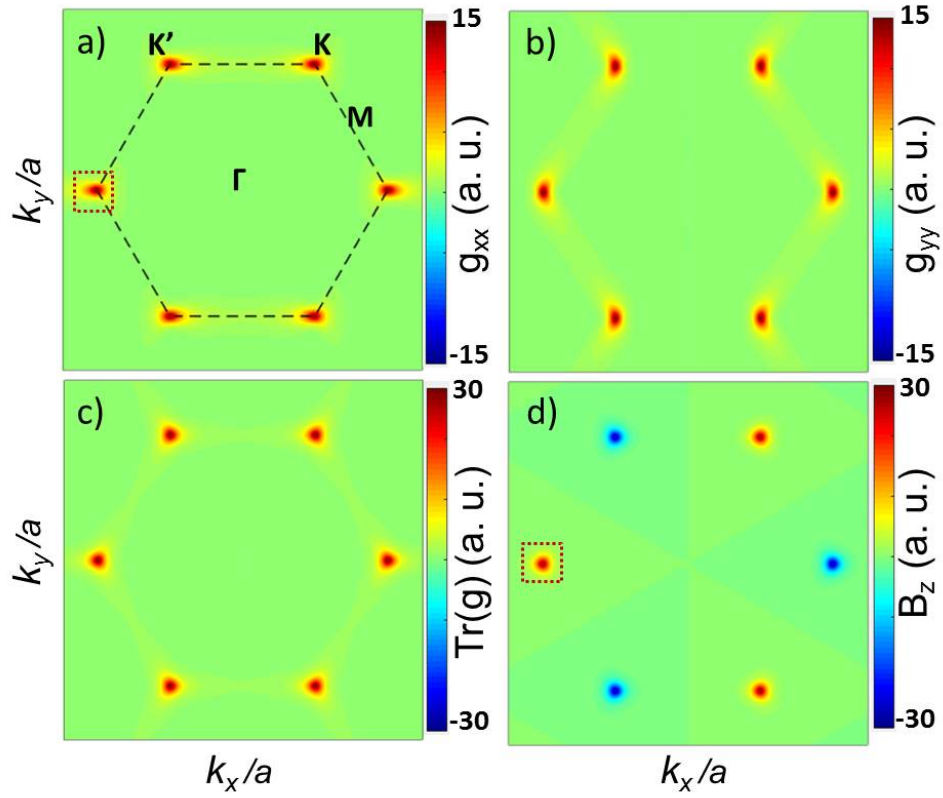 a)
K’
K
M
Γ
k_y/a
15
g_xx (a. u.)
-15
b)
15
g_yy (a. u.)
-15
c)
k_y/a
k_x/a
30
Tr(g) (a. u.)
-30
d)
k_x/a
30
B_z (a. u.)
-30